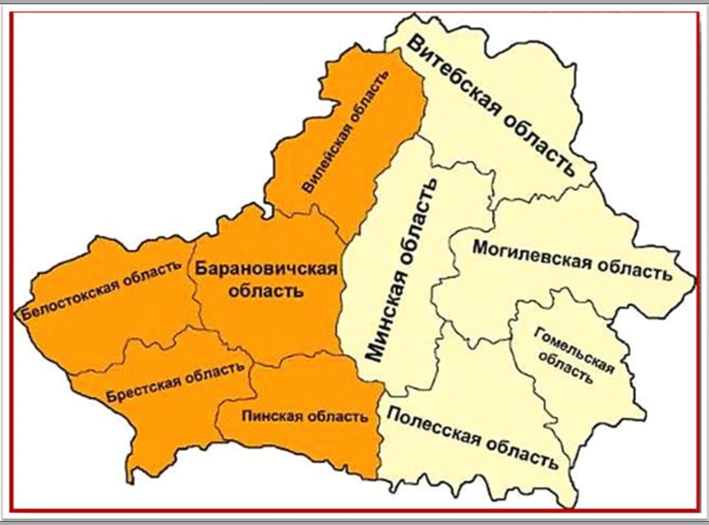 Витебская область
Вилейская область
Минская область
Могилевская область
Белостокская область
Барановичская
область
Гомельская
область
Брестская область
Пинская область
Полесская область